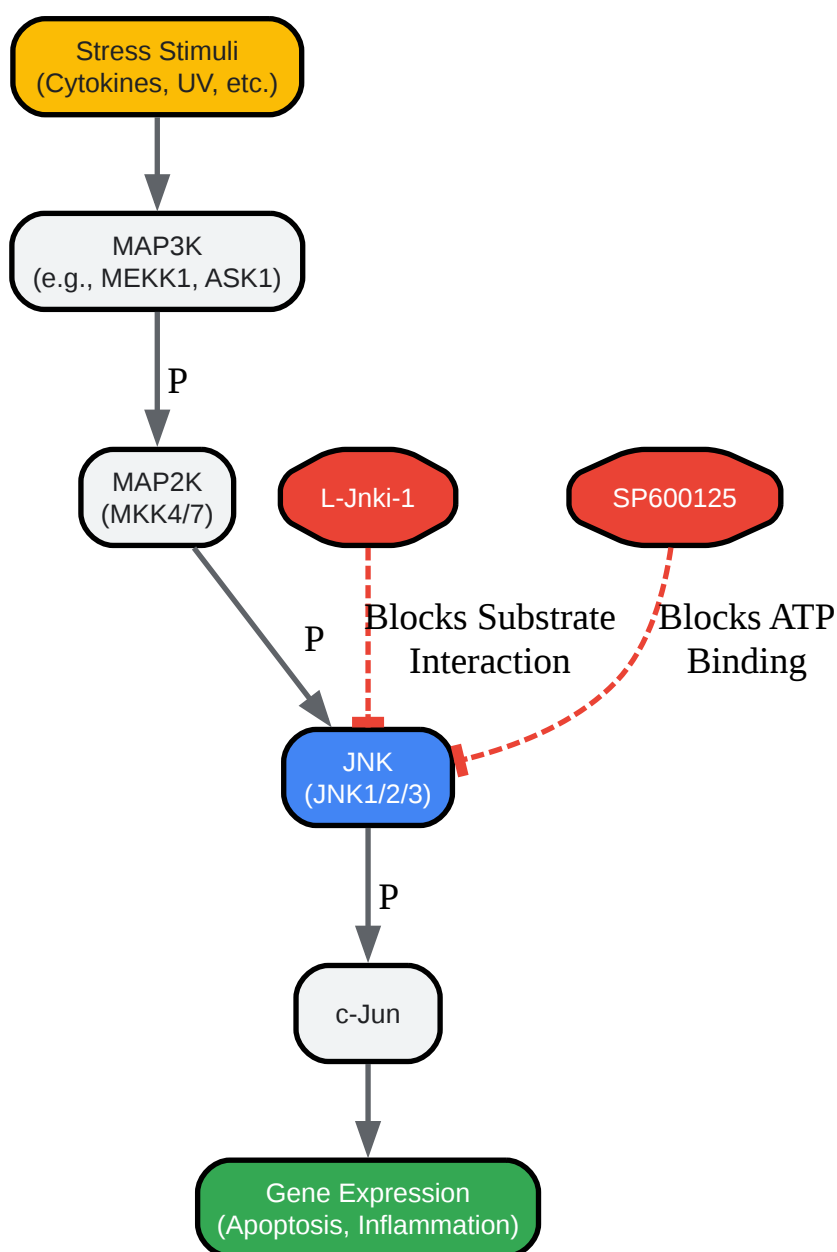 Stress Stimuli
(Cytokines, UV, etc.)
MAP3K
(e.g., MEKK1, ASK1)
P
MAP2K
(MKK4/7)
L-Jnki-1
SP600125
P
Blocks Substrate
Interaction
Blocks ATP
Binding
JNK
(JNK1/2/3)
P
c-Jun
Gene Expression
(Apoptosis, Inflammation)